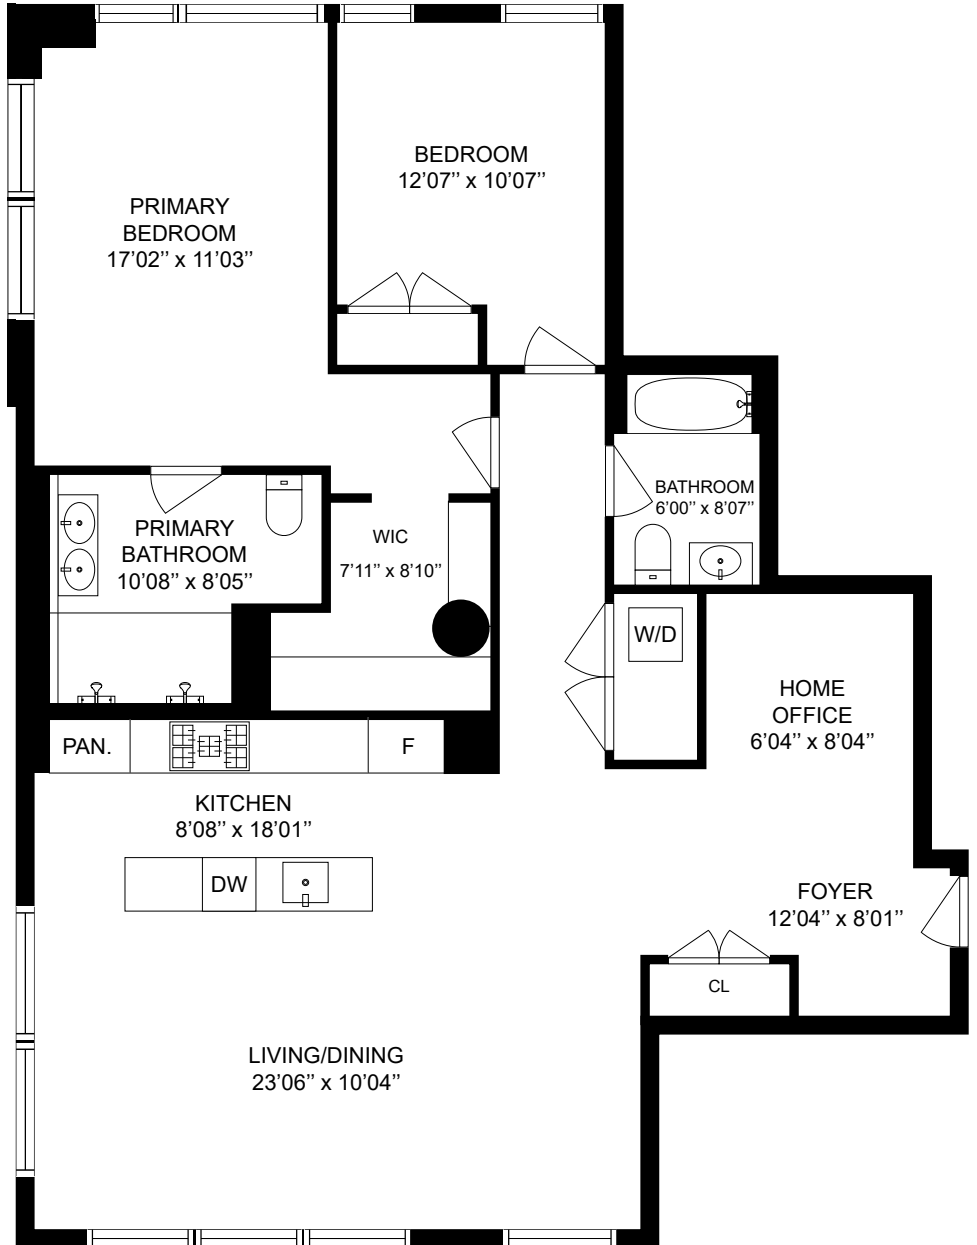 BEDROOM
12’07’’ x 10’07’’
PRIMARY
BEDROOM
17’02’’ x 11’03’’
BATHROOM
6’00’’ x 8’07’’
PRIMARY
BATHROOM
10’08’’ x 8’05’’
WIC
7’11’’ x 8’10’’
W/D
HOME
OFFICE
6’04’’ x 8’04’’
PAN.
F
KITCHEN
8’08’’ x 18’01’’
DW
FOYER
12’04’’ x 8’01’’
CL
LIVING/DINING
23’06’’ x 10’04’’